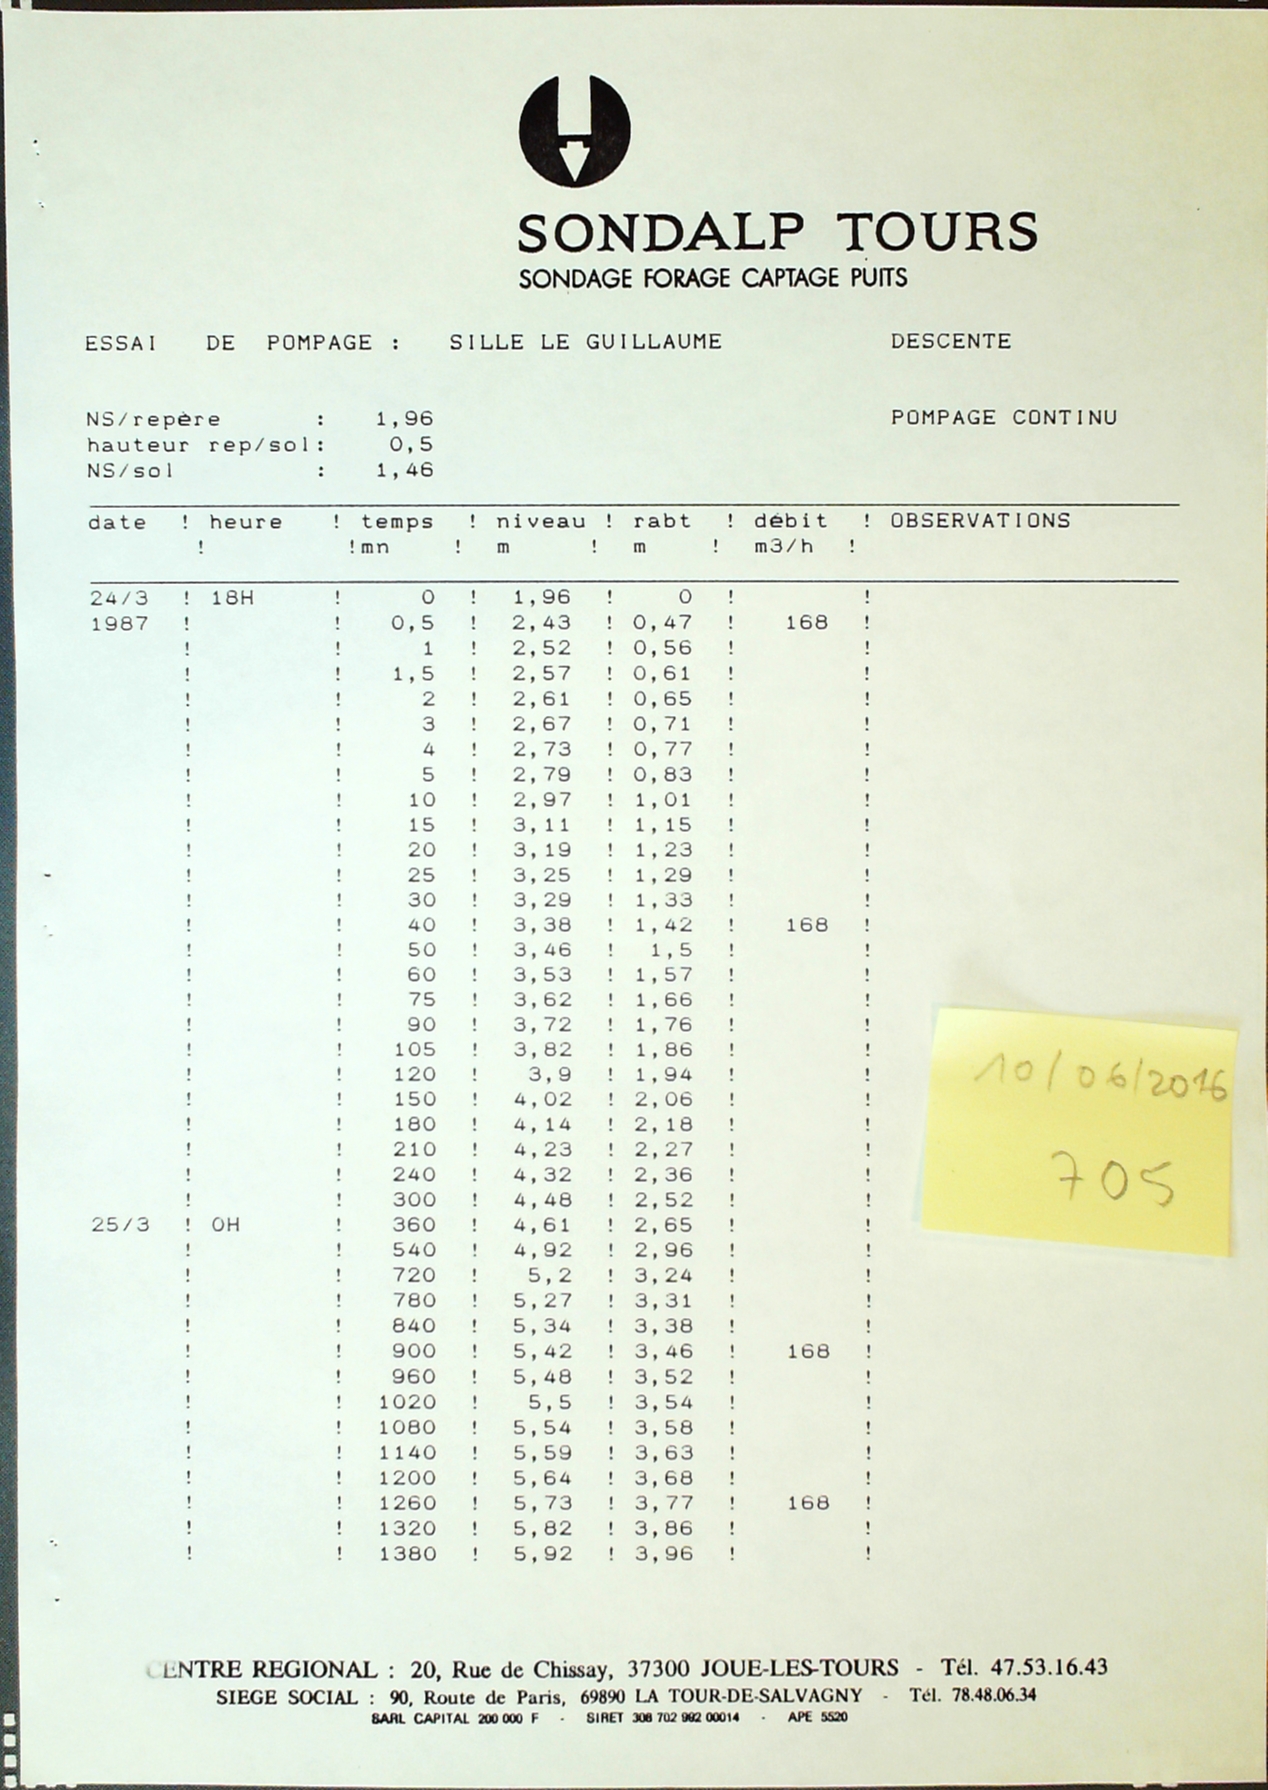 SONDALP TOURS
SONDAGE FORAGE CAPTAGE PUITS
ESSAI DE POMPAGE : SILLE LE GUILLAUME DESCENTE
NS/repère : 1,96 POMPAGE CONTINU
hauteur rep/sol: 0,5
NS/sol : 1,46
date ! heure ! temps ! niveau ! rabt ! débit ! OBSERVATIONS
! !mn ! m ! m ! m3/h !
24/3 ! 18H ! 0 ! 1,96 ! 0 ! !
1987 ! ! 0,5 ! 2,43 ! 0,47 ! 168 !
! ! 1 ! 2,52 ! 0,56 ! !
! ! 1,5 ! 2,57 ! 0,61 ! !
! ! 2 ! 2,61 ! 0,65 ! !
! ! 3 ! 2,67 ! 0,71 ! !
! ! 4 ! 2,73 ! 0,77 ! !
! ! 5 ! 2,79 ! 0,83 ! !
! ! 10 ! 2,97 ! 1,01 ! !
! ! 15 ! 3,11 ! 1,15 ! !
! ! 20 ! 3,19 ! 1,23 ! !
! ! 25 ! 3,25 ! 1,29 ! !
! ! 30 ! 3,29 ! 1,33 ! !
! ! 40 ! 3,38 ! 1,42 ! 168 !
! ! 50 ! 3,46 ! 1,5 ! !
! ! 60 ! 3,53 ! 1,57 ! !
! ! 75 ! 3,62 ! 1,66 ! !
! ! 90 ! 3,72 ! 1,76 ! !
! ! 105 ! 3,82 ! 1,86 ! !
! ! 120 ! 3,9 ! 1,94 ! !
! ! 150 ! 4,02 ! 2,06 ! !
! ! 180 ! 4,14 ! 2,18 ! !
! ! 210 ! 4,23 ! 2,27 ! !
! ! 240 ! 4,32 ! 2,36 ! !
! ! 300 ! 4,48 ! 2,52 ! !
25/3 ! 0H ! 360 ! 4,61 ! 2,65 ! !
! ! 540 ! 4,92 ! 2,96 ! !
! ! 720 ! 5,2 ! 3,24 ! !
! ! 780 ! 5,27 ! 3,31 ! !
! ! 840 ! 5,34 ! 3,38 ! !
! ! 900 ! 5,42 ! 3,46 ! 168 !
! ! 960 ! 5,48 ! 3,52 ! !
! ! 1020 ! 5,5 ! 3,54 ! !
! ! 1080 ! 5,54 ! 3,58 ! !
! ! 1140 ! 5,59 ! 3,63 ! !
! ! 1200 ! 5,64 ! 3,68 ! !
! ! 1260 ! 5,73 ! 3,77 ! 168 !
! ! 1320 ! 5,82 ! 3,86 ! !
! ! 1380 ! 5,92 ! 3,96 ! !
10/06/2016
705
CENTRE REGIONAL : 20, Rue de Chissay, 37300 JOUE-LES-TOURS - Tél. 47.53.16.43
SIEGE SOCIAL : 90, Route de Paris, 69890 LA TOUR-DE-SALVAGNY - Tél. 78.48.06.34
SARL CAPITAL 200 000 F - SIRET 308 702 992 00014 - APE 5520